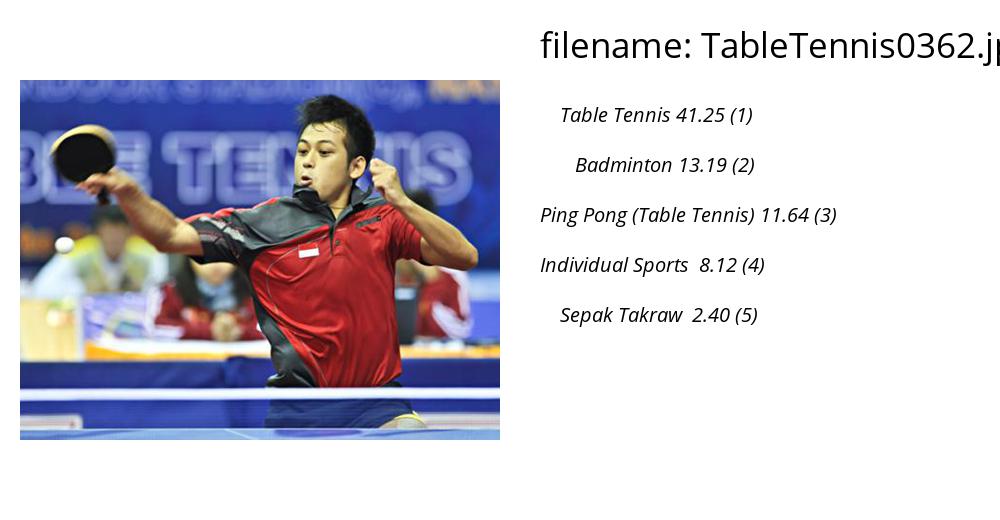 filename: TableTennis0362.j
Table Tennis 41.25 (1)
Badminton 13.19 (2)
Ping Pong (Table Tennis) 11.64 (3)
Individual Sports 8.12 (4)
Sepak Takraw 2.40 (5)
BLE TENNIS